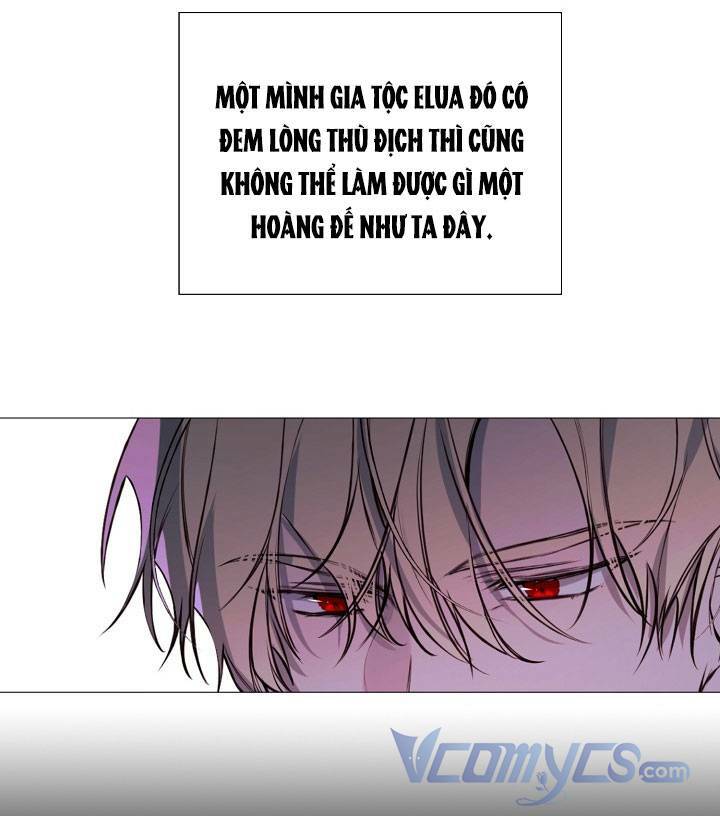 MỘT MÌNH GIA TỘC ELUA ĐÓ CÓ
ĐEM LÒNG THÙ ĐỊCH THÌ CŨNG
KHÔNG THỂ LÀM ĐƯỢC GÌ MỘT
HOÀNG ĐẾ NHƯ TA ĐÂY.
VCOMYCS.com